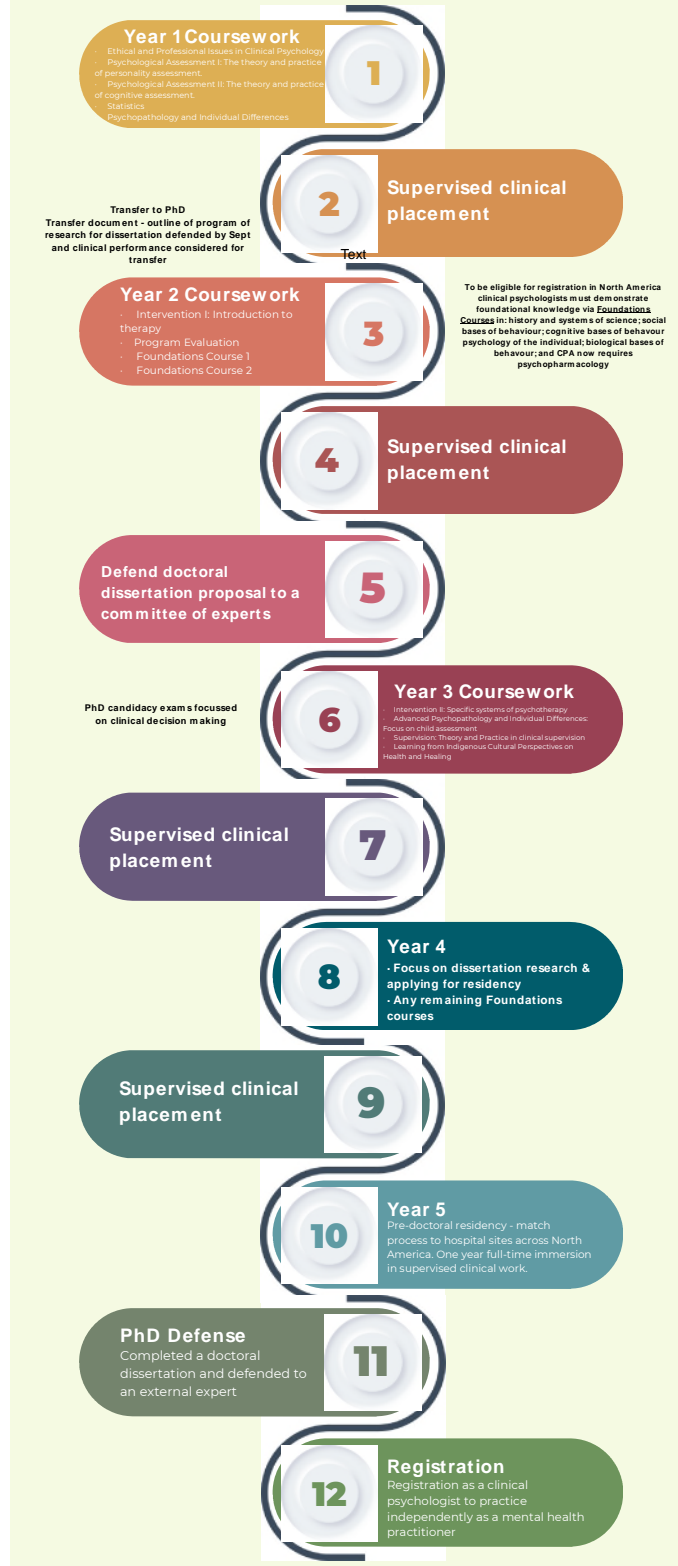 Year 1 Coursework
· Ethical and Professional Issues in Clinical Psychology
· Psychological Assessment I: The theory and practice
of personality assessment.
· Psychological Assessment II: The theory and practice
of cognitive assessment.
· Statistics
· Psychopathology and Individual Differences
1
2
Supervised clinical
placement
Transfer to PhD
Transfer document - outline of program of
research for dissertation defended by Sept
and clinical performance considered for
transfer
Text
Year 2 Coursework
· Intervention I: Introduction to
therapy
· Program Evaluation
· Foundations Course 1
· Foundations Course 2
3
To be eligible for registration in North America
clinical psychologists must demonstrate
foundational knowledge via Foundations
Courses in: history and systems of science; social
bases of behaviour; cognitive bases of behavour
psychology of the individual; biological bases of
behavour; and CPA now requires
psychopharmacology
4
Supervised clinical
placement
Defend doctoral
dissertation proposal to a
committee of experts
5
PhD candidacy exams focussed
on clinical decision making
6
Year 3 Coursework
· Intervention II: Specific systems of psychotherapy
· Advanced Psychopathology and Individual Differences:
Focus on child assessment
· Supervision: Theory and Practice in clinical supervision
· Learning from Indigenous Cultural Perspectives on
Health and Healing
Supervised clinical
placement
7
8
Year 4
· Focus on dissertation research &
applying for residency
· Any remaining Foundations
courses
Supervised clinical
placement
9
10
Year 5
Pre-doctoral residency - match
process to hospital sites across North
America. One year full-time immersion
in supervised clinical work.
PhD Defense
Completed a doctoral
dissertation and defended to
an external expert
11
12
Registration
Registration as a clinical
psychologist to practice
independently as a mental health
practitioner